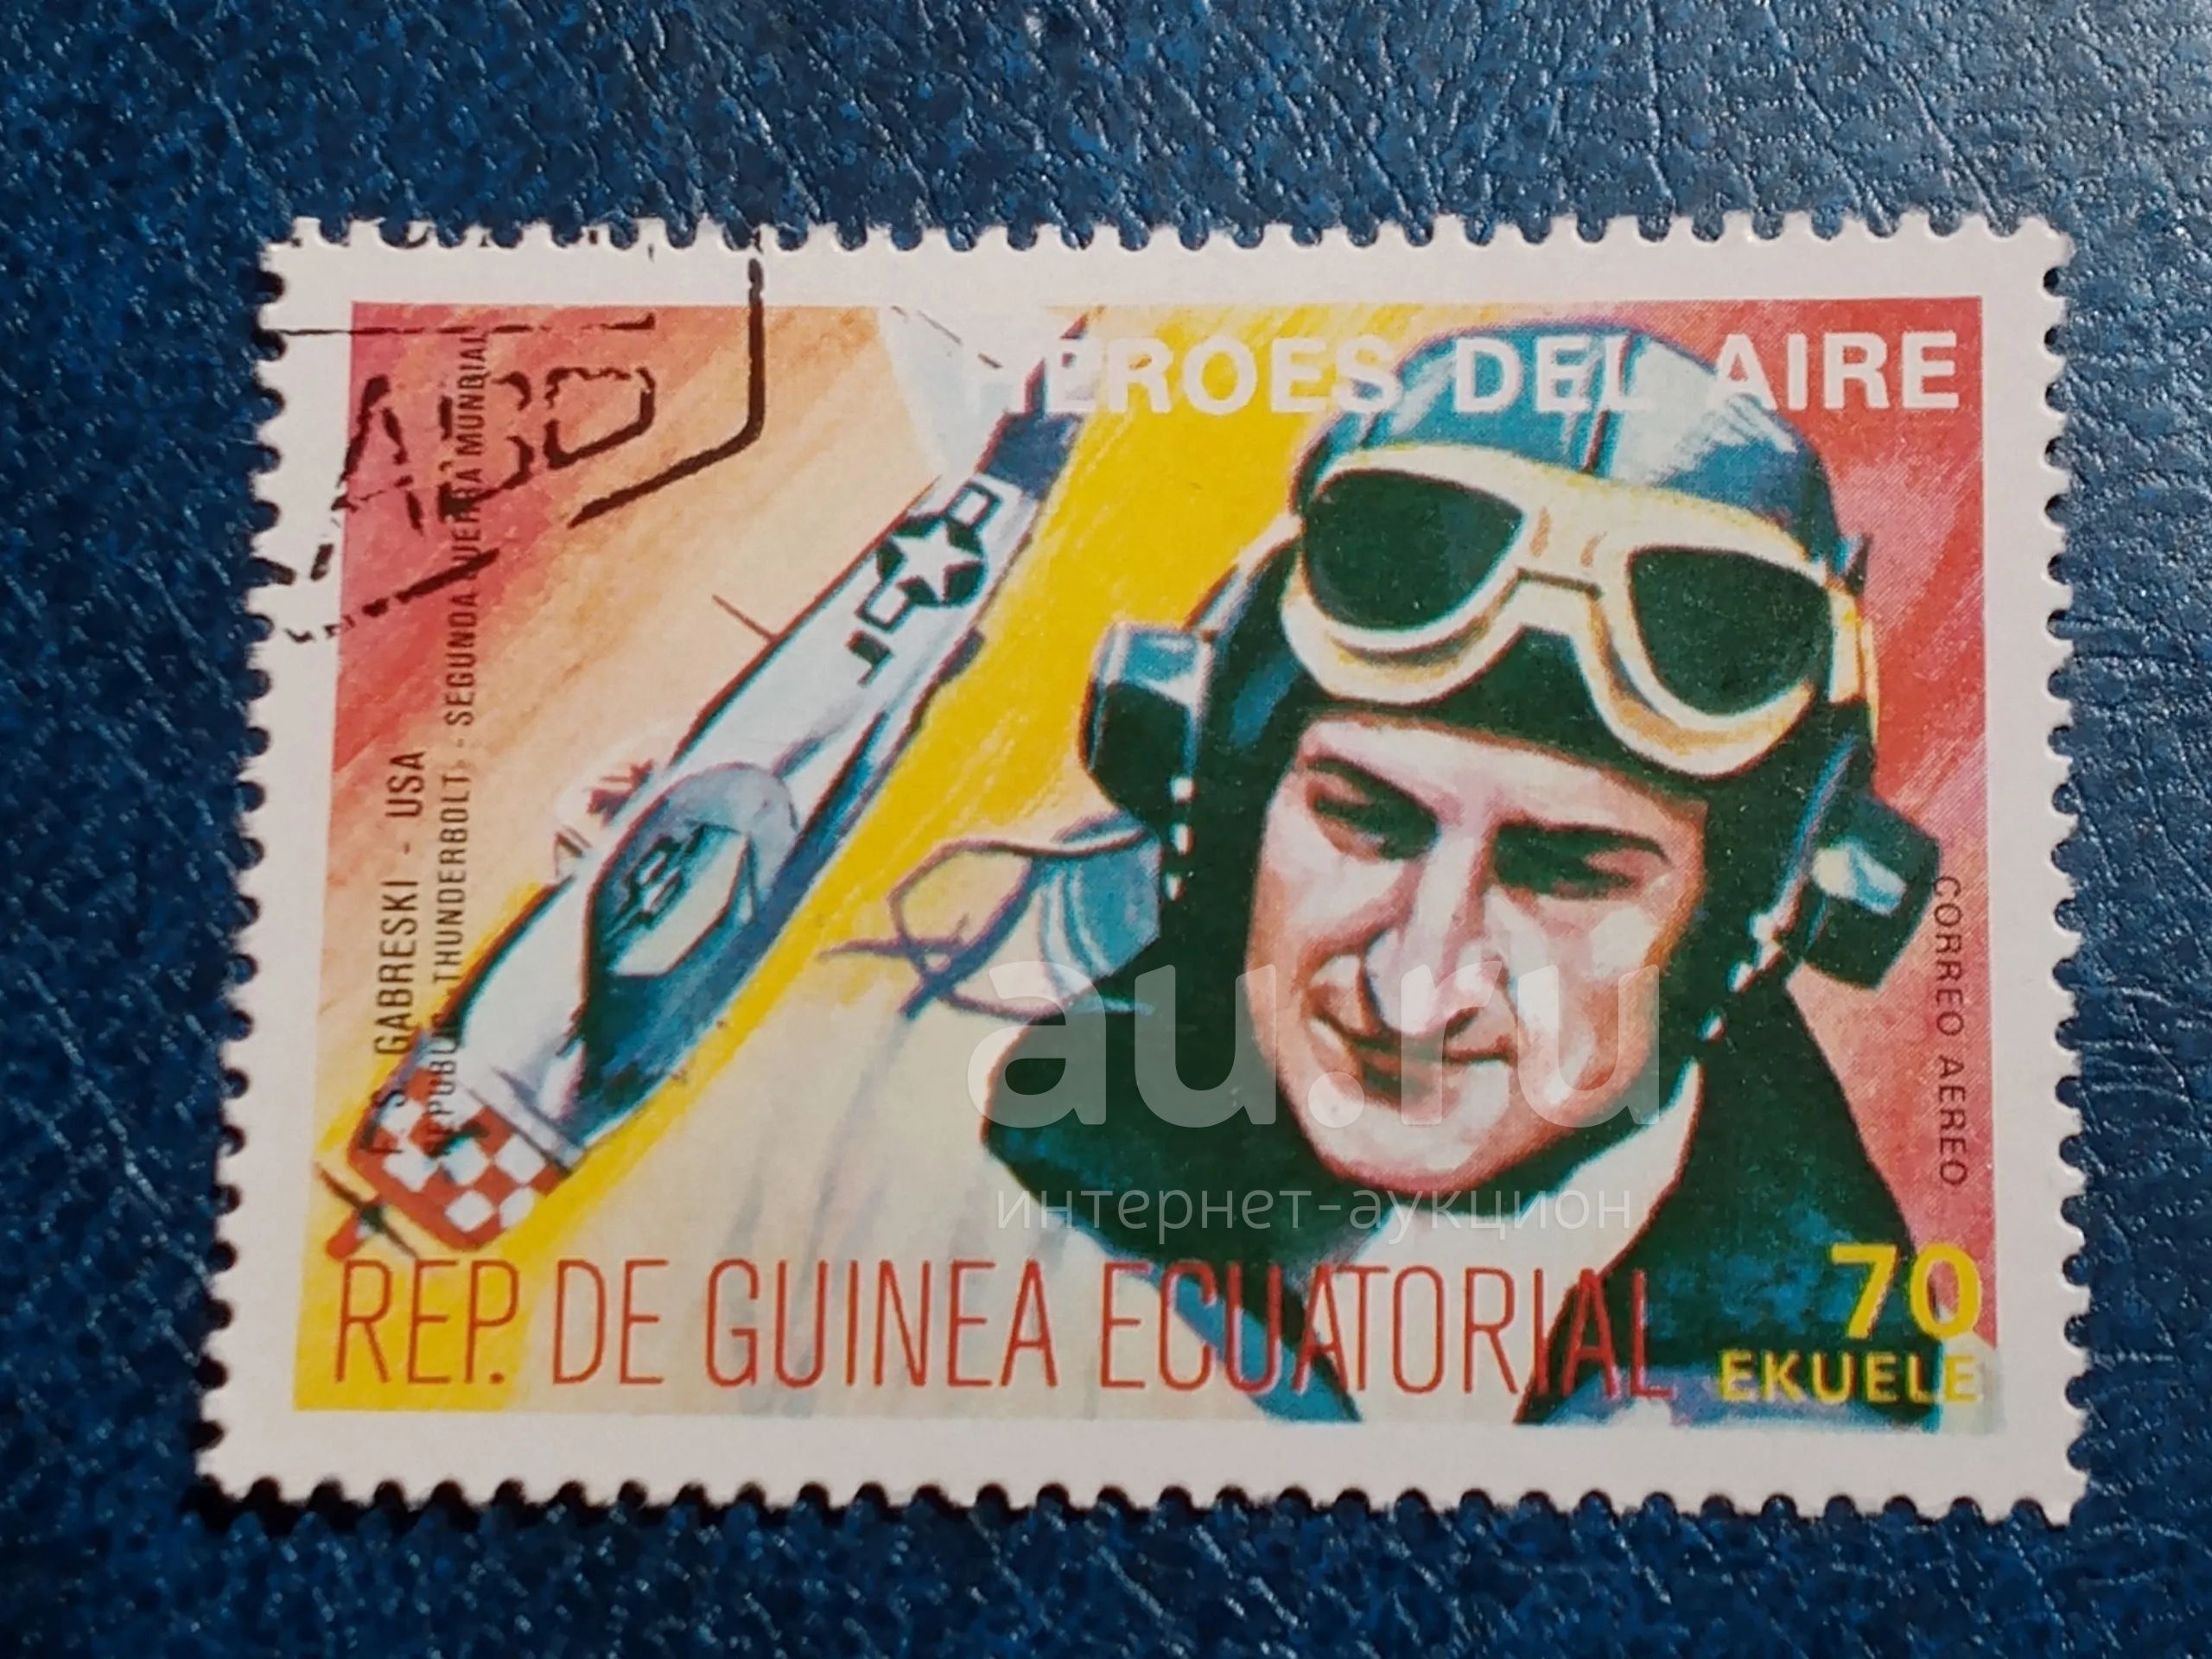 HEROES DEL AIRE
F.S. GABRESKI - USA
REPUBLIC THUNDERBOLT - SEGUNDA GUERRA MUNDIAL
CORREO AEREO
au.ru
интернет-аукцион
70
EKUELE
REP. DE GUINEA ECUATORIAL